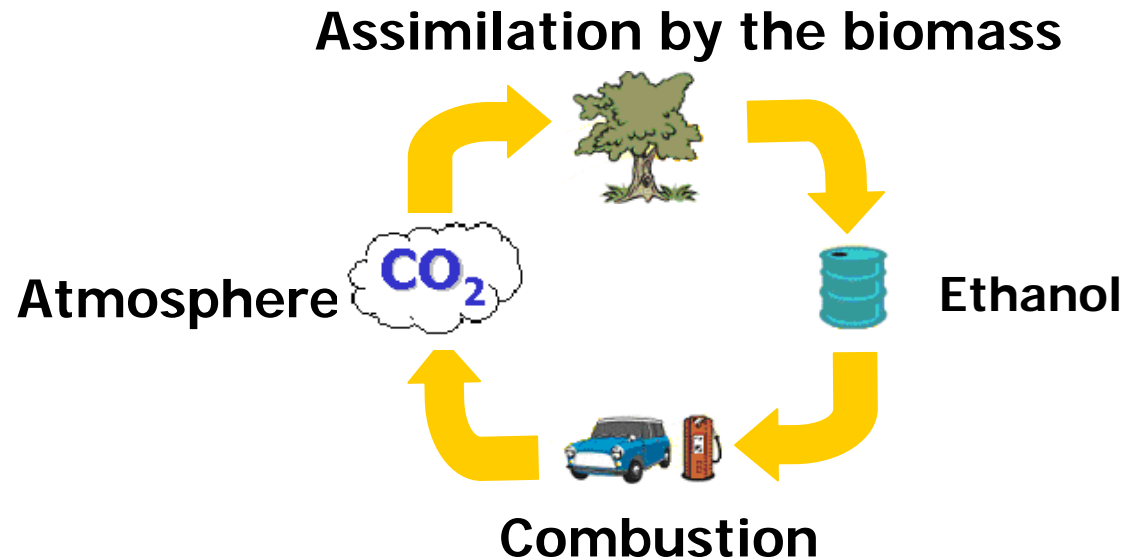 Assimilation by the biomass
CO₂
Atmosphere
Ethanol
Combustion